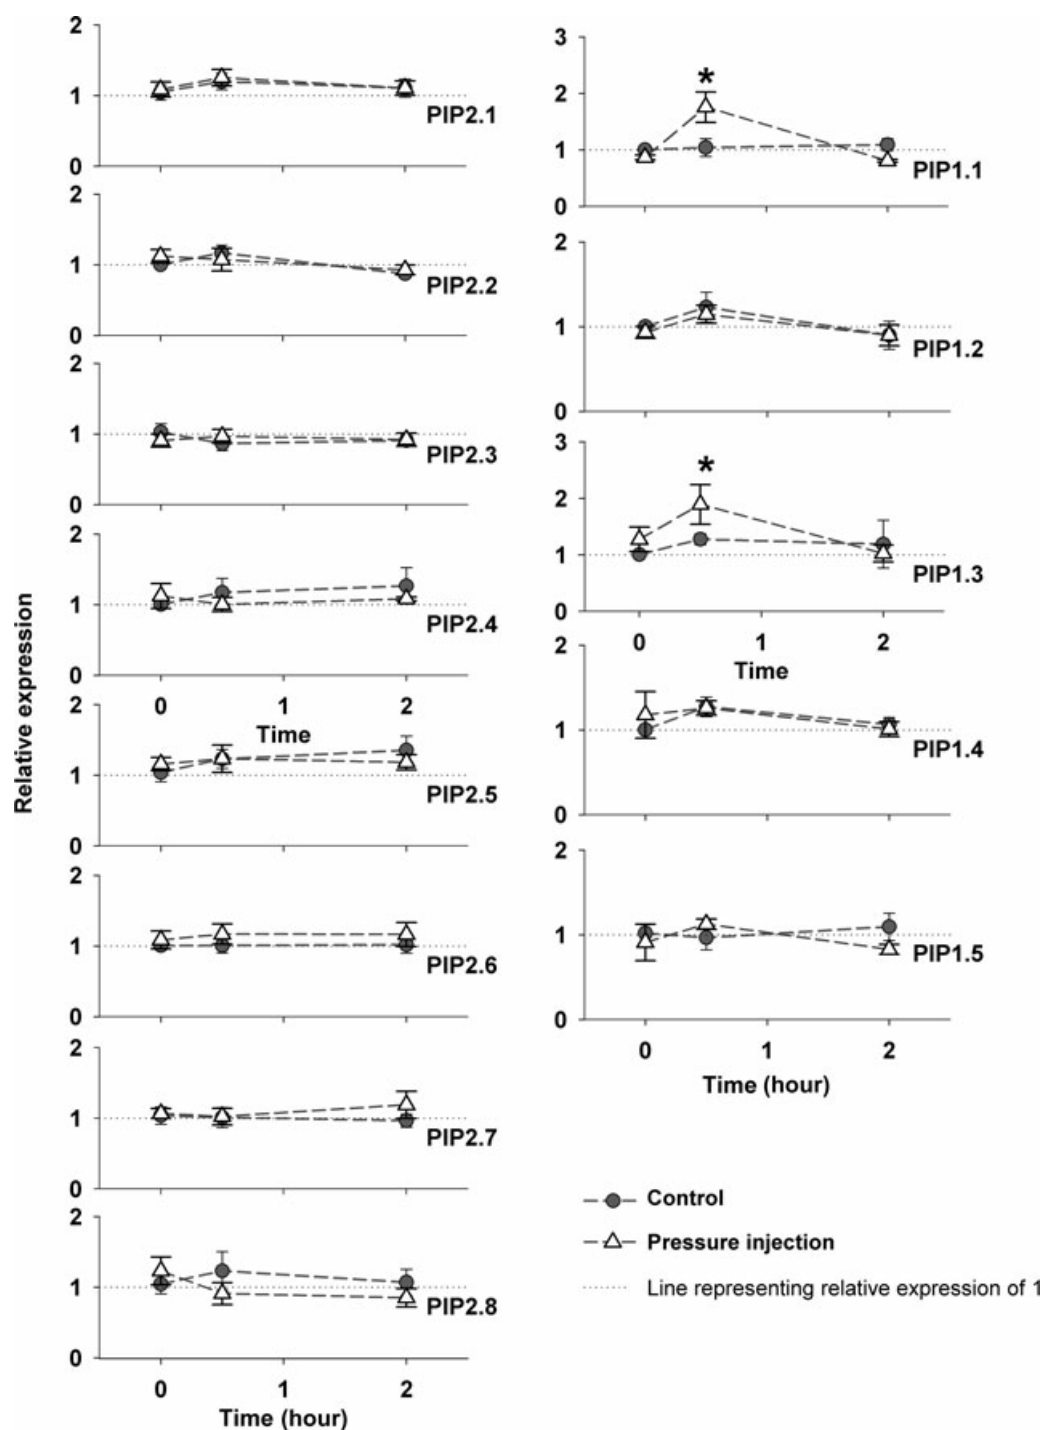 Relative expression
2
1
0
PIP2.1
2
1
0
PIP2.2
2
1
0
PIP2.3
2
1
0
PIP2.4
0 1 2
Time
2
1
0
PIP2.5
2
1
0
PIP2.6
2
1
0
PIP2.7
2
1
0
PIP2.8
0 1 2
Time (hour)
3
2
1
0
*
PIP1.1
2
1
0
PIP1.2
3
2
1
0
*
PIP1.3
0 1 2
Time
2
1
0
PIP1.4
2
1
0
PIP1.5
0 1 2
Time (hour)
Control
Pressure injection
Line representing relative expression of 1